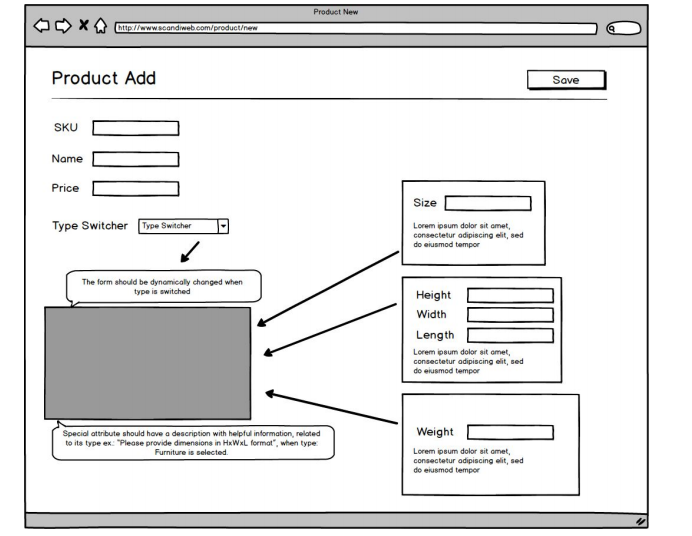 Product New
http://www.scandiweb.com/product/new
Product Add
Save
SKU
Name
Price
Type Switcher
Type Switcher
The form should be dynamically changed when
type is switched
Special attribute should have a description with helpful information, related
to its type ex.: "Please provide dimensions in HxWxL format", when type:
Furniture is selected.
Size
Lorem ipsum dolor sit amet,
consectetur adipiscing elit, sed
do eiusmod tempor
Height
Width
Length
Lorem ipsum dolor sit amet,
consectetur adipiscing elit, sed
do eiusmod tempor
Weight
Lorem ipsum dolor sit amet,
consectetur adipiscing elit, sed
do eiusmod tempor